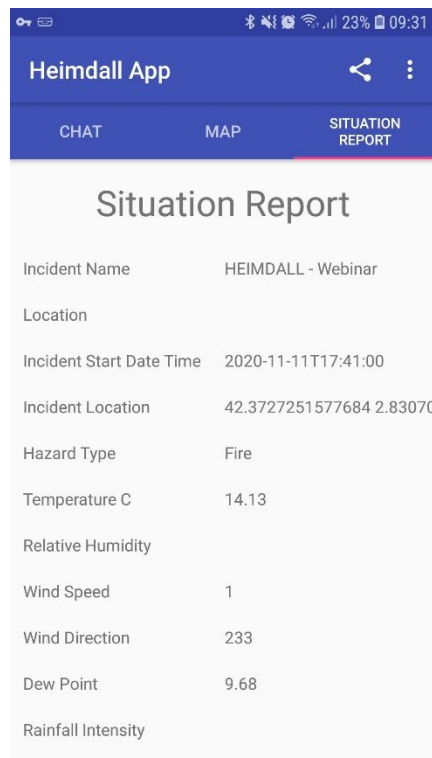 23% 09:31
Heimdall App
CHAT MAP SITUATION REPORT
Situation Report
Incident Name HEIMDALL - Webinar
Location
Incident Start Date Time 2020-11-11T17:41:00
Incident Location 42.3727251577684 2.83070
Hazard Type Fire
Temperature C 14.13
Relative Humidity
Wind Speed 1
Wind Direction 233
Dew Point 9.68
Rainfall Intensity